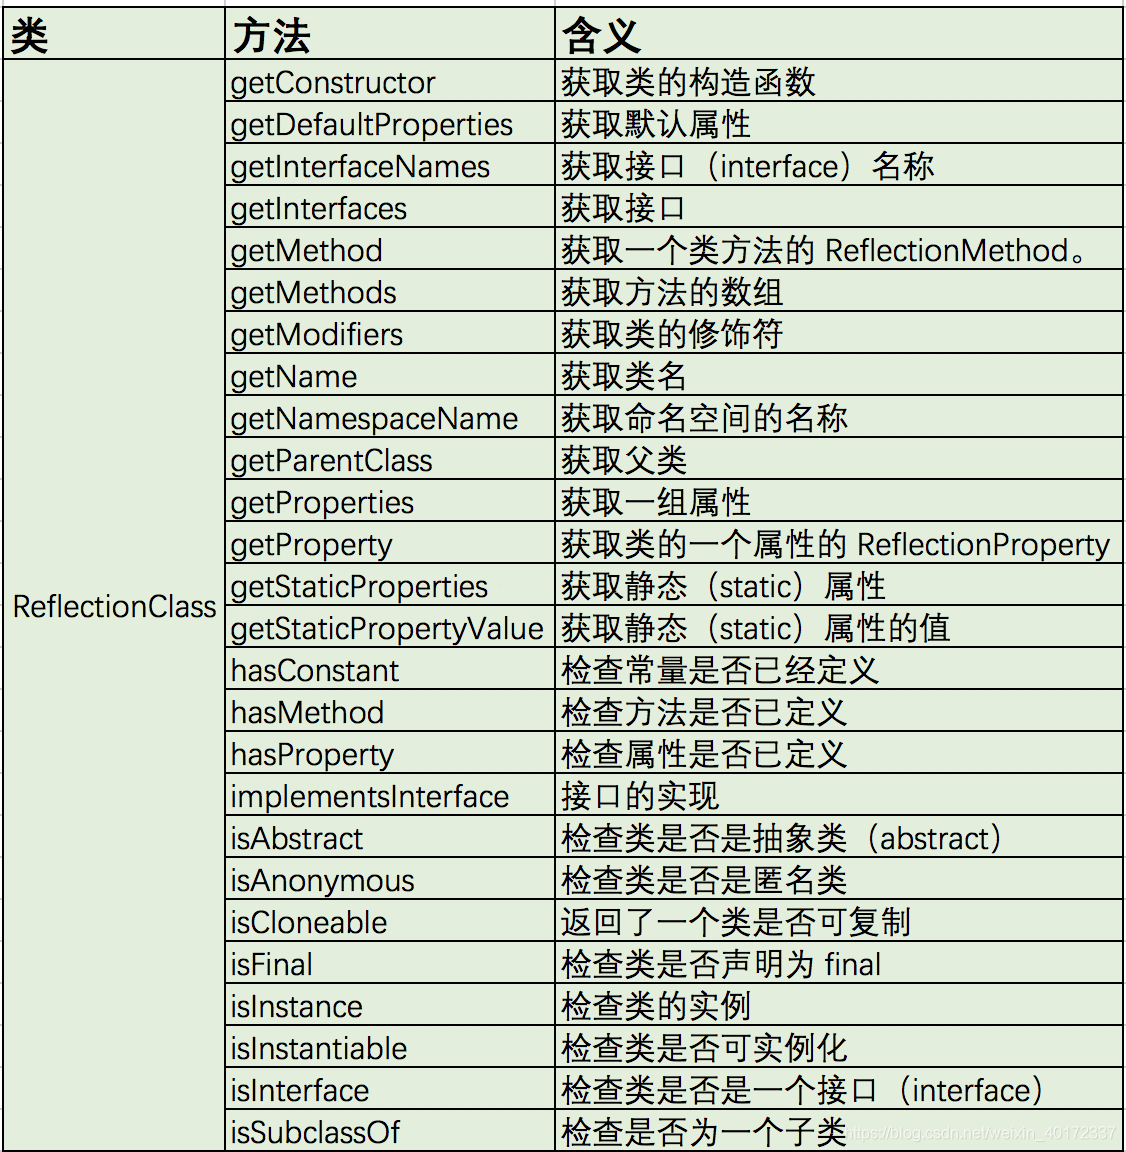 类 方法 含义
getConstructor 获取类的构造函数
getDefaultProperties 获取默认属性
getInterfaceNames 获取接口（interface）名称
getInterfaces 获取接口
getMethod 获取一个类方法的 ReflectionMethod。
getMethods 获取方法的数组
getModifiers 获取类的修饰符
getName 获取类名
getNamespaceName 获取命名空间的名称
getParentClass 获取父类
getProperties 获取一组属性
getProperty 获取类的一个属性的 ReflectionProperty
getStaticProperties 获取静态（static）属性
ReflectionClass
getStaticPropertyValue 获取静态（static）属性的值
hasConstant 检查常量是否已经定义
hasMethod 检查方法是否已定义
hasProperty 检查属性是否已定义
implementsInterface 接口的实现
isAbstract 检查类是否是抽象类（abstract）
isAnonymous 检查类是否是匿名类
isCloneable 返回了一个类是否可复制
isFinal 检查类是否声明为 final
isInstance 检查类的实例
isInstantiable 检查类是否可实例化
isInterface 检查类是否是一个接口（interface）
isSubclassOf 检查是否为一个子类
https://blog.csdn.net/weixin_40172337